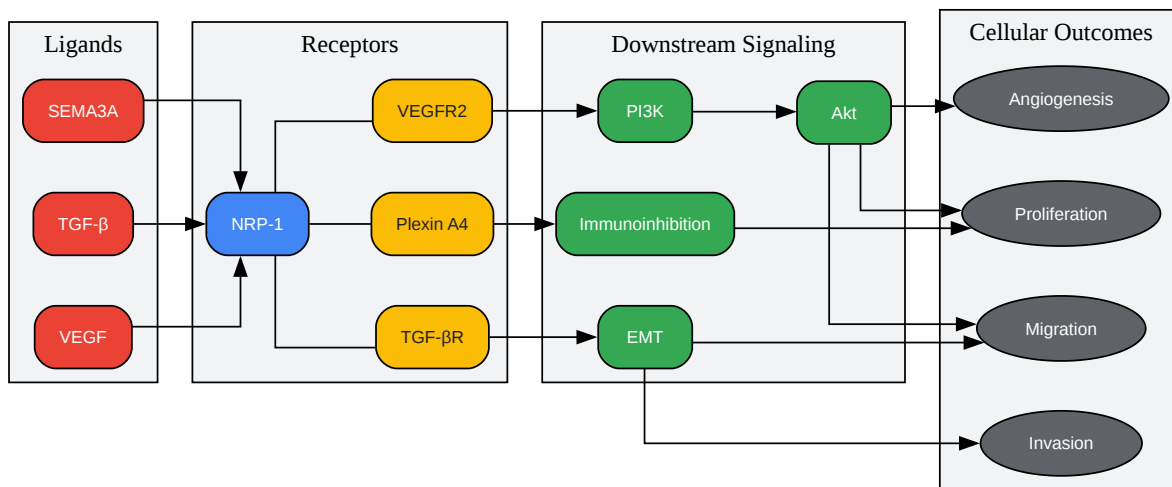 Ligands
SEMA3A
TGF-β
VEGF
Receptors
NRP-1
VEGFR2
Plexin A4
TGF-βR
Downstream Signaling
PI3K
Akt
Immunoinhibition
EMT
Cellular Outcomes
Angiogenesis
Proliferation
Migration
Invasion